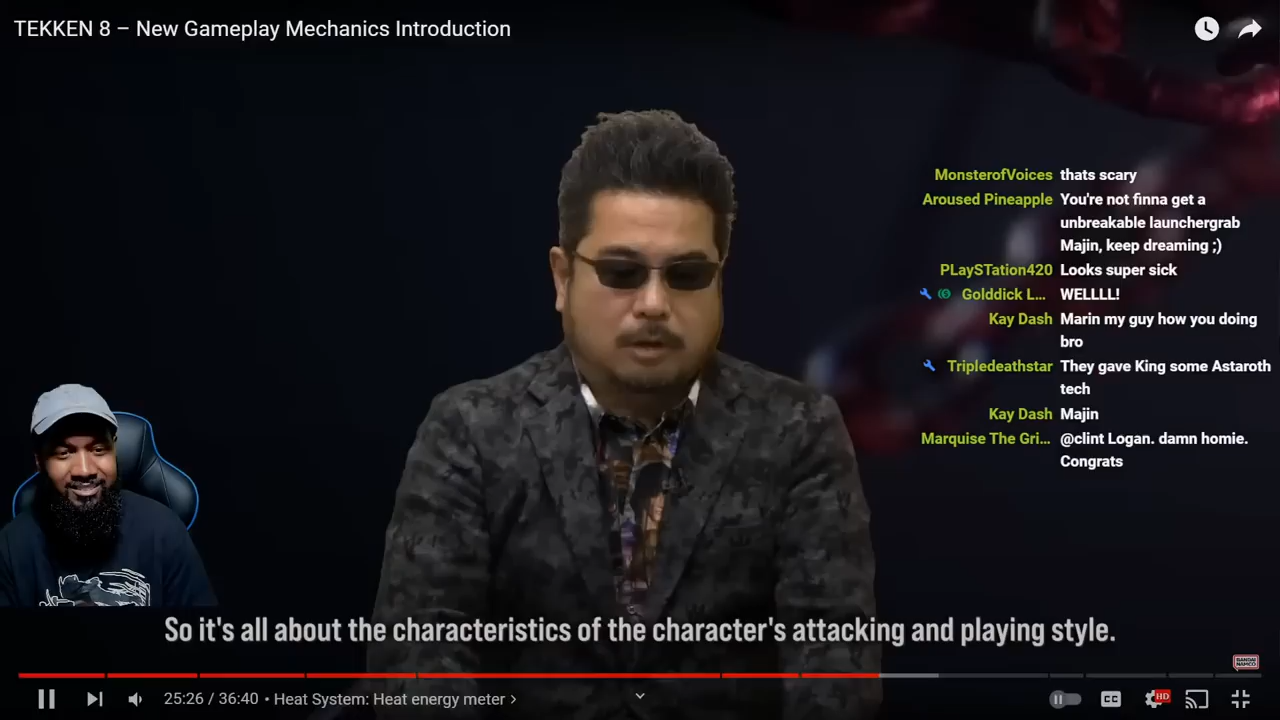 TEKKEN 8 – New Gameplay Mechanics Introduction
MonsterofVoices thats scary
Aroused Pineapple You're not finna get a
unbreakable launchergrab
Majin, keep dreaming ;)
PLaySTation420 Looks super sick
Golddick L... WELLLL!
Kay Dash Marin my guy how you doing
bro
Tripledeathstar They gave King some Astaroth
tech
Kay Dash Majin
Marquise The Gri... @clint Logan. damn homie.
Congrats
So it's all about the characteristics of the character's attacking and playing style.
BANDAI
NAMCO
25:26 / 36:40 • Heat System: Heat energy meter ›
CC
HD